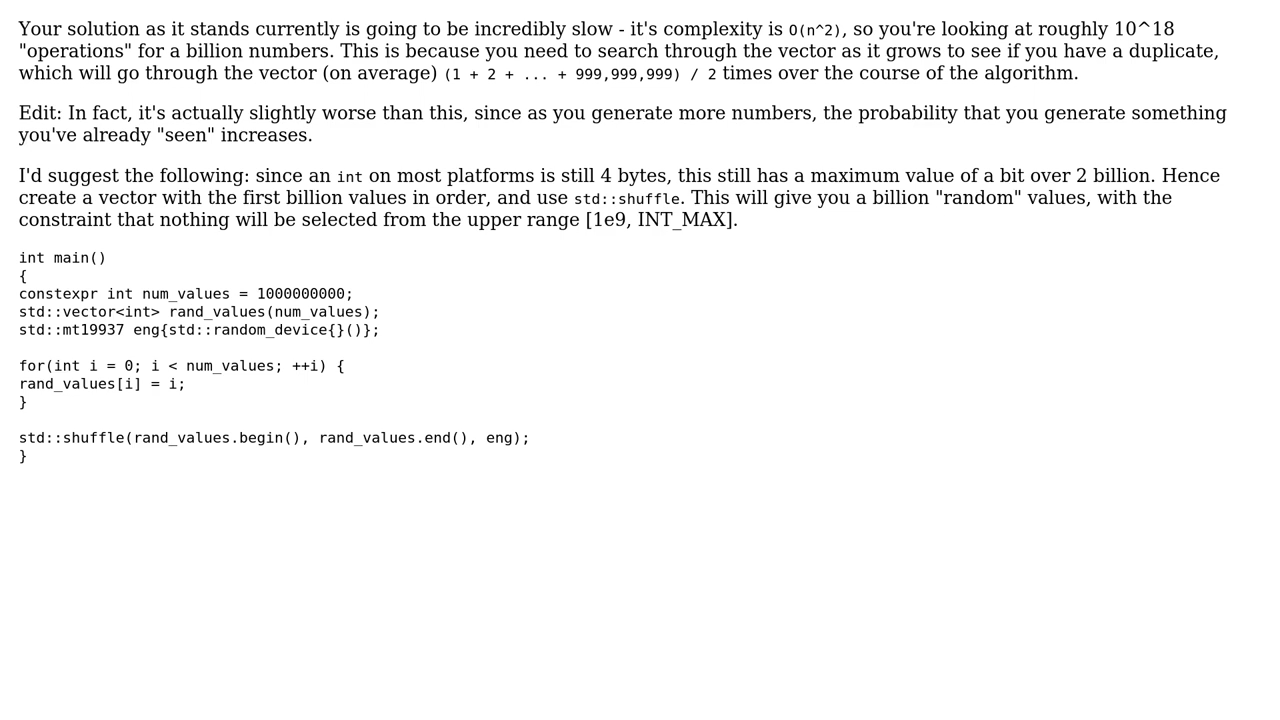 Your solution as it stands currently is going to be incredibly slow - it's complexity is O(n^2), so you're looking at roughly 10^18
"operations" for a billion numbers. This is because you need to search through the vector as it grows to see if you have a duplicate,
which will go through the vector (on average) (1 + 2 + ... + 999,999,999) / 2 times over the course of the algorithm.
Edit: In fact, it's actually slightly worse than this, since as you generate more numbers, the probability that you generate something
you've already "seen" increases.
I'd suggest the following: since an int on most platforms is still 4 bytes, this still has a maximum value of a bit over 2 billion. Hence
create a vector with the first billion values in order, and use std::shuffle. This will give you a billion "random" values, with the
constraint that nothing will be selected from the upper range [1e9, INT_MAX].
int main()
{
constexpr int num_values = 1000000000;
std::vector<int> rand_values(num_values);
std::mt19937 eng{std::random_device{}()};
for(int i = 0; i < num_values; ++i) {
rand_values[i] = i;
}
std::shuffle(rand_values.begin(), rand_values.end(), eng);
}